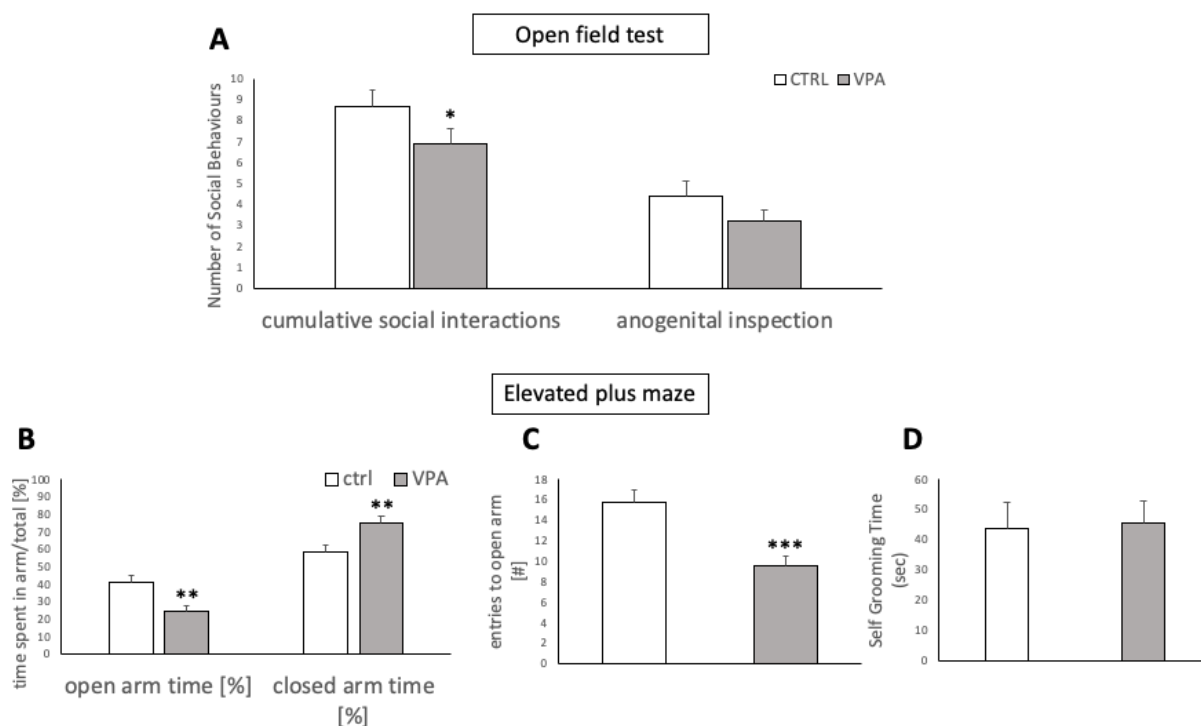 A
Open field test
CTRL VPA
Number of Social Behaviours
10
9
8
7
6
5
4
3
2
1
0
*
cumulative social interactions
anogenital inspection
Elevated plus maze
B
ctrl VPA
time spent in arm/total [%]
100
90
80
70
60
50
40
30
20
10
0
**
**
open arm time [%]
closed arm time
[%]
C
entries to open arm
[#]
18
16
14
12
10
8
6
4
2
0
***
D
Self Grooming Time
(sec)
60
50
40
30
20
10
0